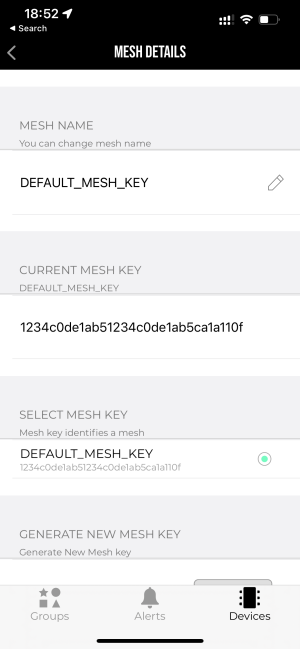 18:52
◀ Search
MESH DETAILS
MESH NAME
You can change mesh name
DEFAULT_MESH_KEY
CURRENT MESH KEY
DEFAULT_MESH_KEY
1234c0de1ab51234c0de1ab5ca1a110f
SELECT MESH KEY
Mesh key identifies a mesh
DEFAULT_MESH_KEY
1234c0de1ab51234c0de1ab5ca1a110f
GENERATE NEW MESH KEY
Generate New Mesh key
Groups
Alerts
Devices